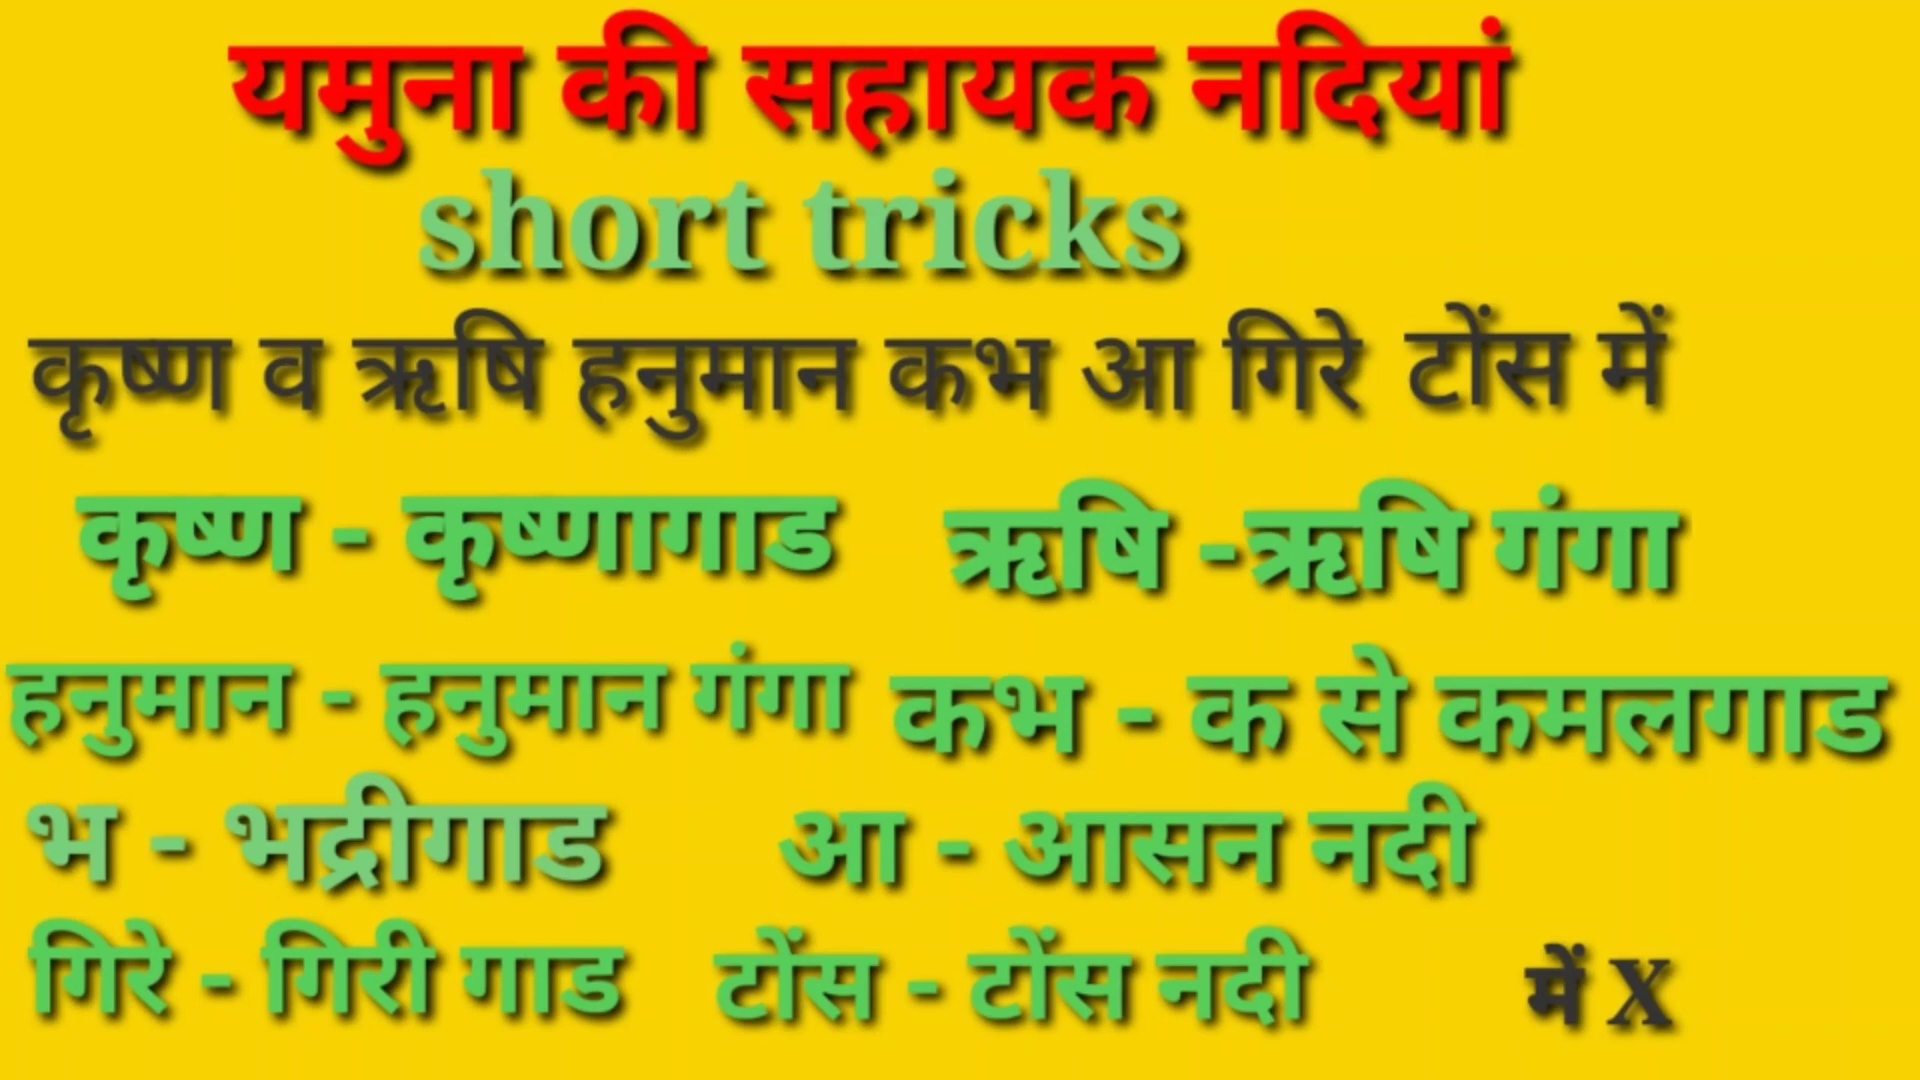 यमुना की सहायक नदियां
short tricks
कृष्ण व ऋषि हनुमान कभ आ गिरे टोंस में
कृष्ण - कृष्णागाड ऋषि -ऋषि गंगा
हनुमान - हनुमान गंगा कभ - क से कमलगाड
भ - भद्रीगाड आ - आसन नदी
गिरे - गिरी गाड टोंस - टोंस नदी में X